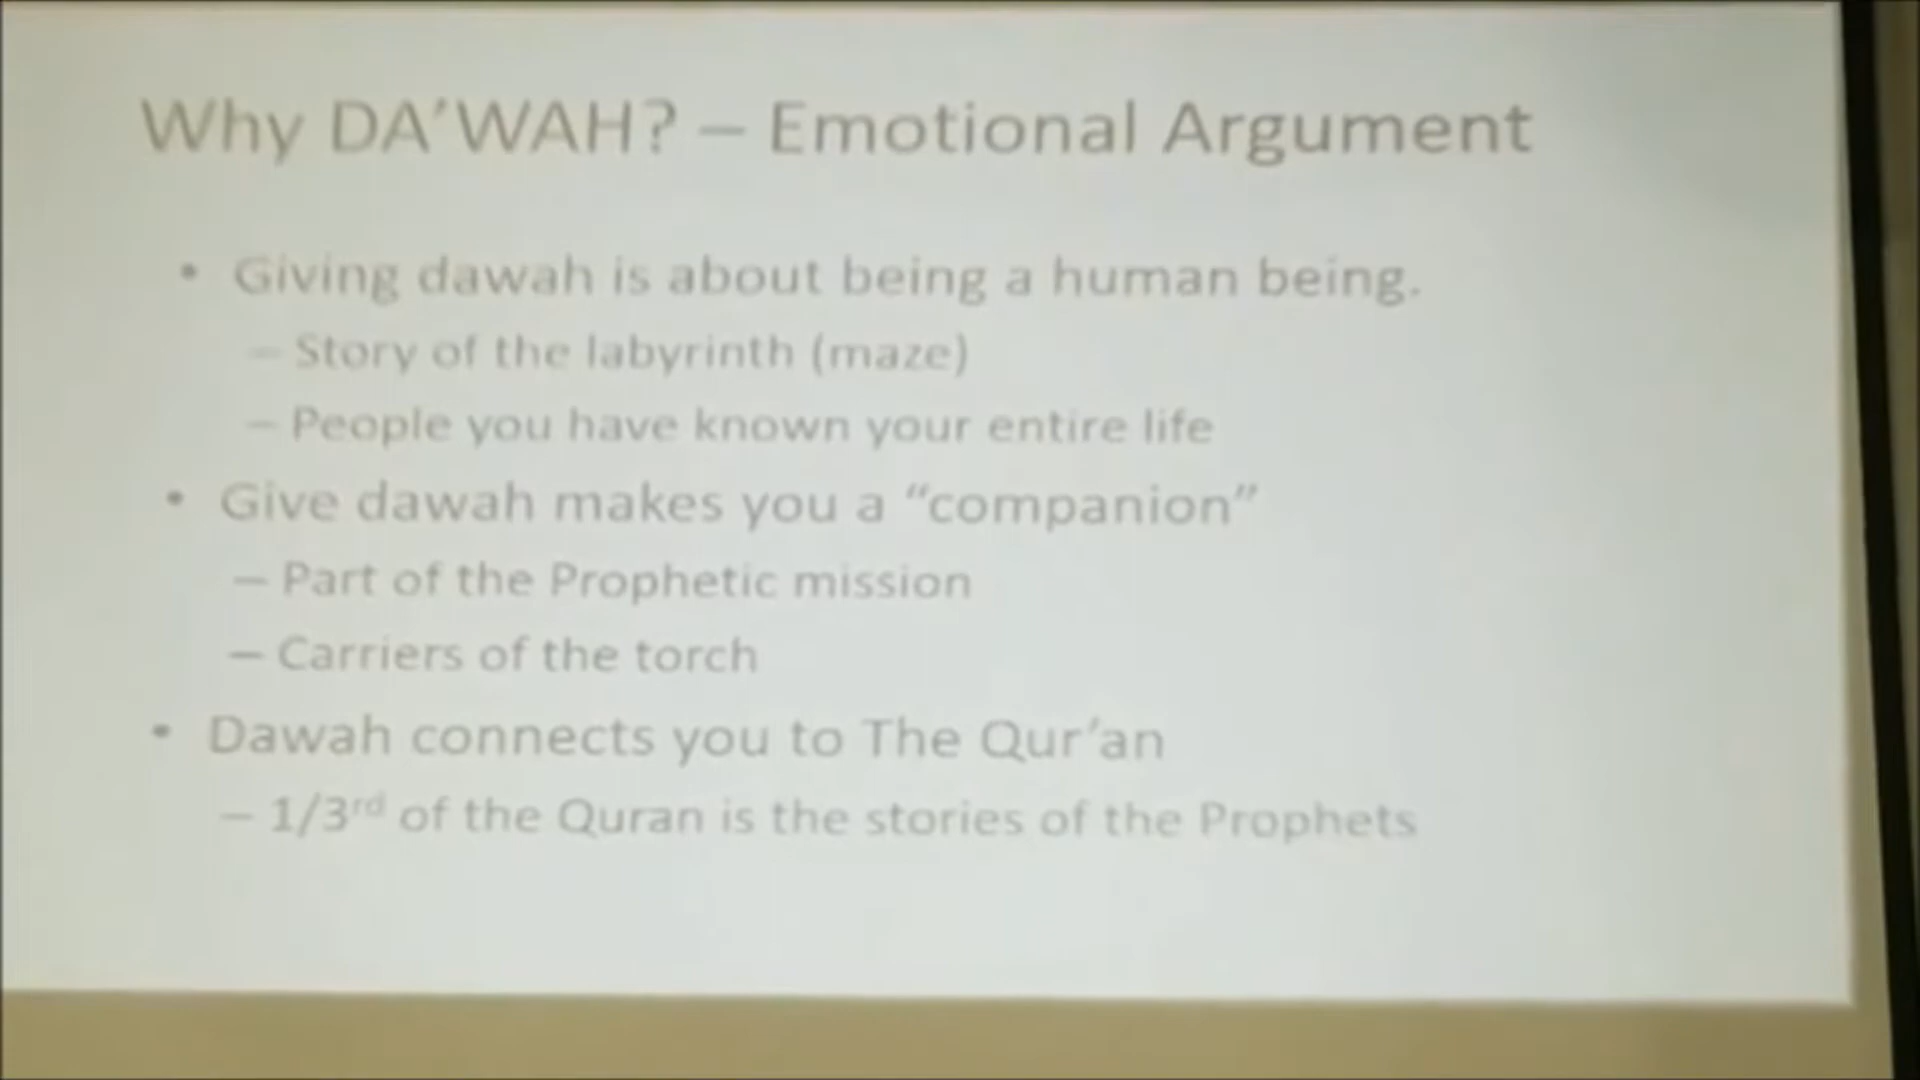 Why DA’WAH? – Emotional Argument
• Giving dawah is about being a human being.
– Story of the labyrinth (maze)
– People you have known your entire life
• Give dawah makes you a “companion”
– Part of the Prophetic mission
– Carriers of the torch
• Dawah connects you to The Qur’an
– 1/3rd of the Quran is the stories of the Prophets